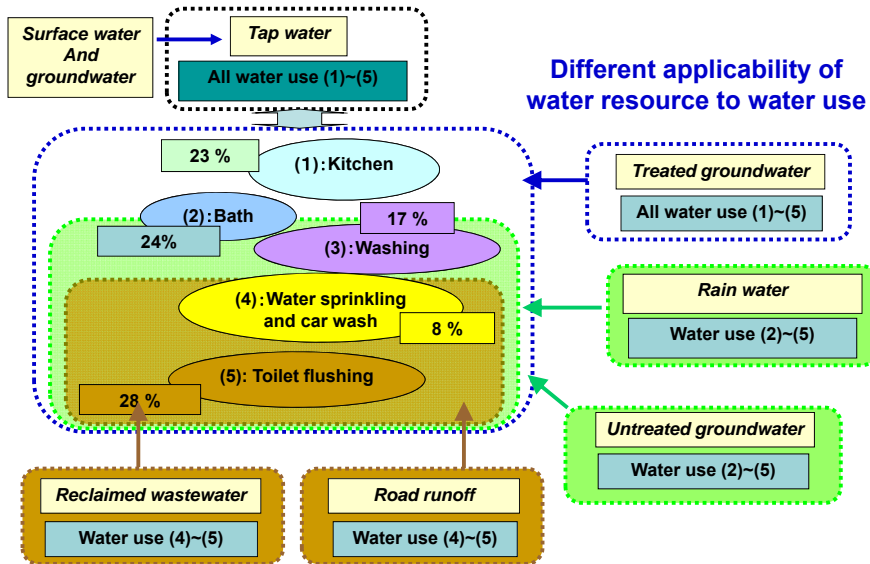 Surface water
And
groundwater
Tap water
All water use (1)~(5)
Different applicability of
water resource to water use
23 %
(1):Kitchen
(2):Bath
24%
17 %
(3):Washing
(4):Water sprinkling
and car wash
8 %
(5): Toilet flushing
28 %
Treated groundwater
All water use (1)~(5)
Rain water
Water use (2)~(5)
Untreated groundwater
Water use (2)~(5)
Reclaimed wastewater
Water use (4)~(5)
Road runoff
Water use (4)~(5)